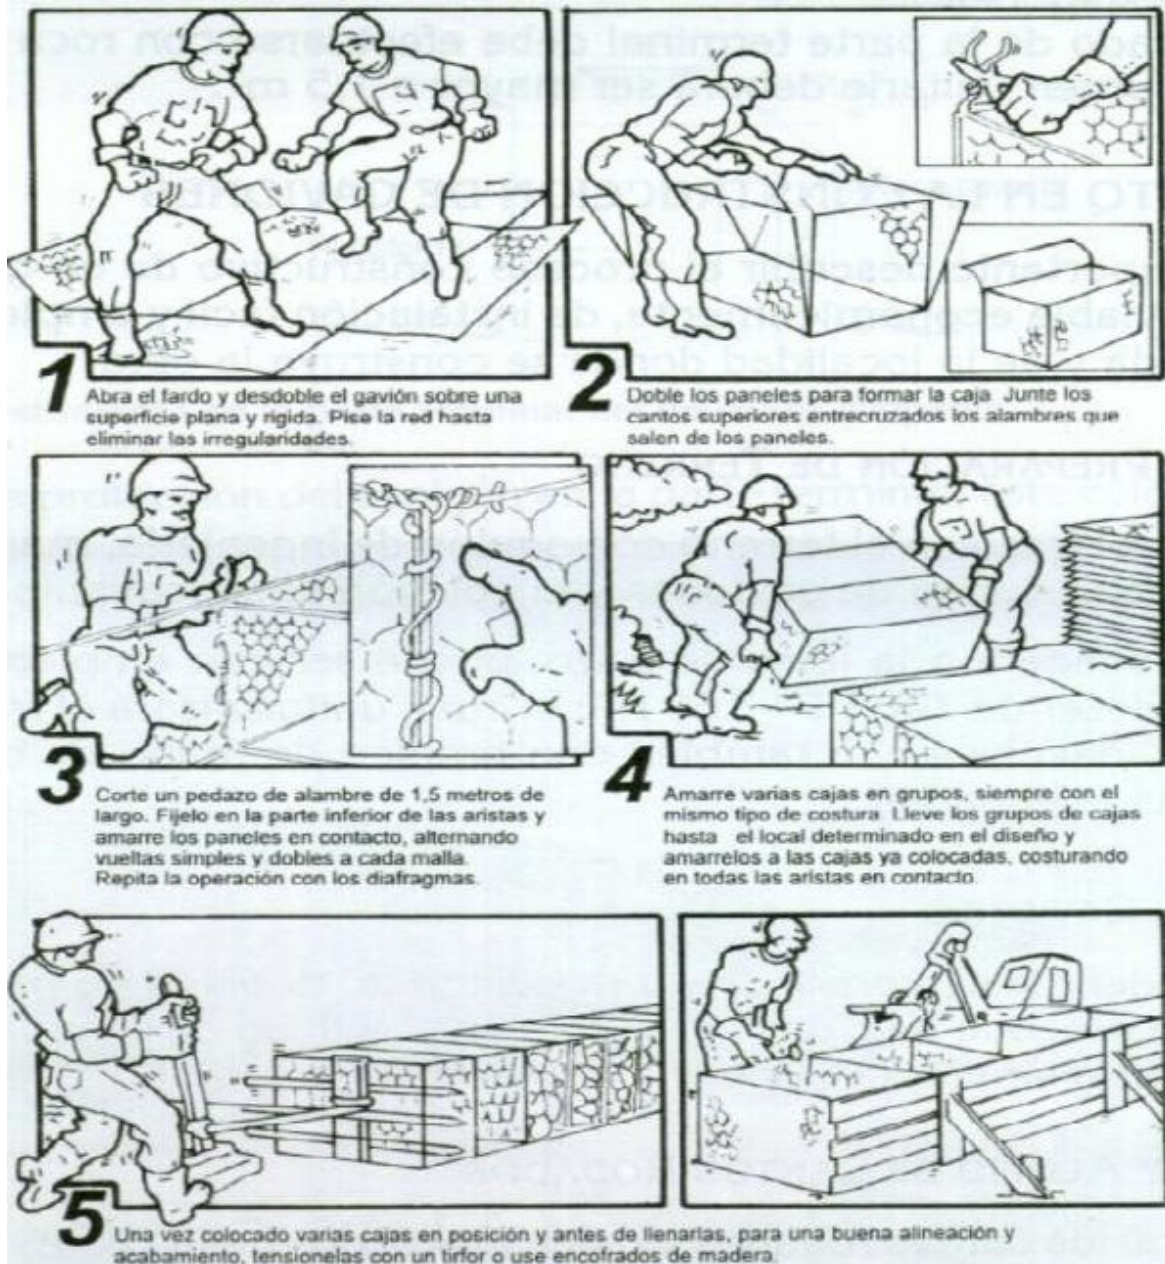 1
Abra el fardo y desdoble el gavión sobre una
superficie plana y rigida. Pise la red hasta
eliminar las irregularidades.
2
Doble los paneles para formar la caja. Junte los
cantos superiores entrecruzados los alambres que
salen de los paneles.
3
Corte un pedazo de alambre de 1,5 metros de
largo. Fijelo en la parte inferior de las aristas y
amarre los paneles en contacto, alternando
vueltas simples y dobles a cada malla.
Repita la operación con los diafragmas.
4
Amarre varias cajas en grupos, siempre con el
mismo tipo de costura. Lleve los grupos de cajas
hasta el local determinado en el diseño y
amarrelos a las cajas ya colocadas, costurando
en todas las aristas en contacto.
5
Una vez colocado varias cajas en posición y antes de llenarlas, para una buena alineación y
acabamiento, tensionelas con un tirfor o use encofrados de madera.